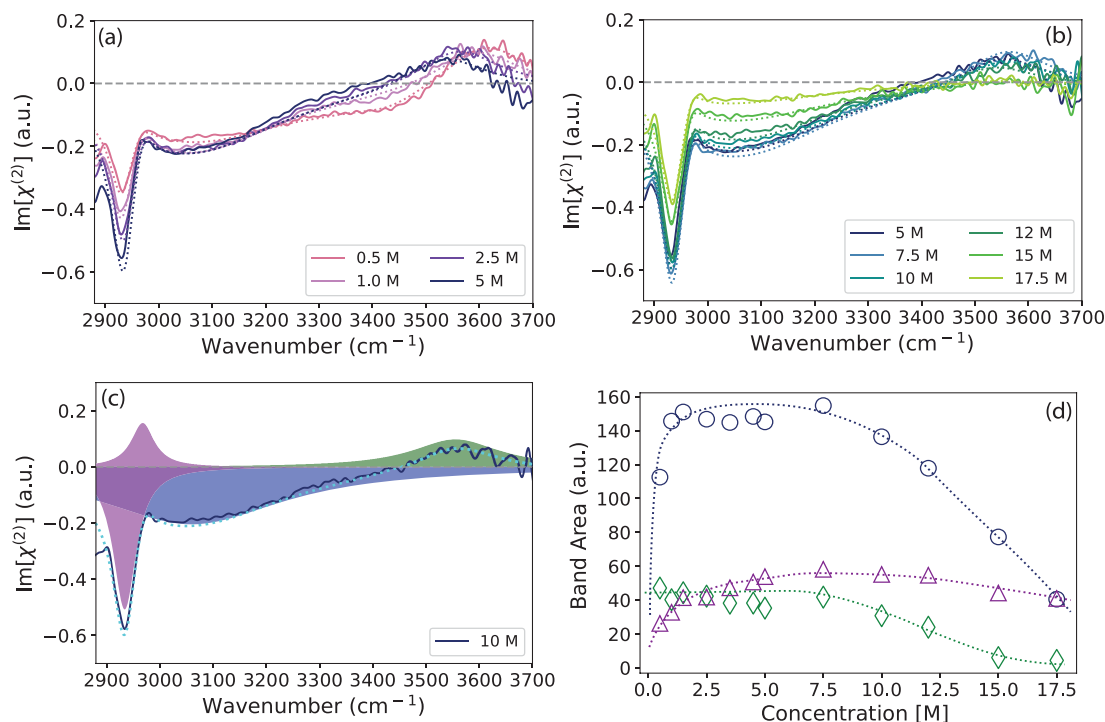 (a)
0.2
0.0
−0.2
−0.4
−0.6
Im[χ(2)] (a.u.)
0.5 M
2.5 M
1.0 M
5 M
2900 3000 3100 3200 3300 3400 3500 3600 3700
Wavenumber (cm−1)
(b)
0.2
0.0
−0.2
−0.4
−0.6
Im[χ(2)] (a.u.)
5 M
12 M
7.5 M
15 M
10 M
17.5 M
2900 3000 3100 3200 3300 3400 3500 3600 3700
Wavenumber (cm−1)
(c)
0.2
0.0
−0.2
−0.4
−0.6
Im[χ(2)] (a.u.)
10 M
2900 3000 3100 3200 3300 3400 3500 3600 3700
Wavenumber (cm−1)
(d)
160
140
120
100
80
60
40
20
0
Band Area (a.u.)
0.0 2.5 5.0 7.5 10.0 12.5 15.0 17.5
Concentration [M]